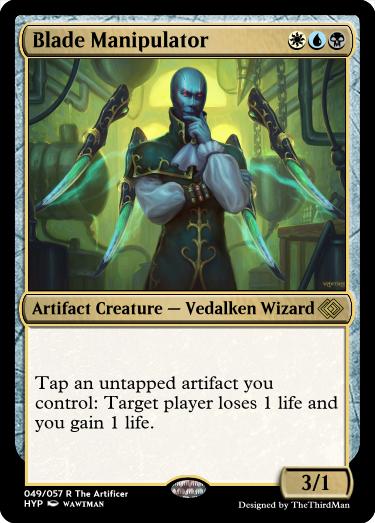 Blade Manipulator
Artifact Creature — Vedalken Wizard
Tap an untapped artifact you
control: Target player loses 1 life and
you gain 1 life.
3/1
049/057 R The Artificer
HYP WAWTMAN
Designed by TheThirdMan